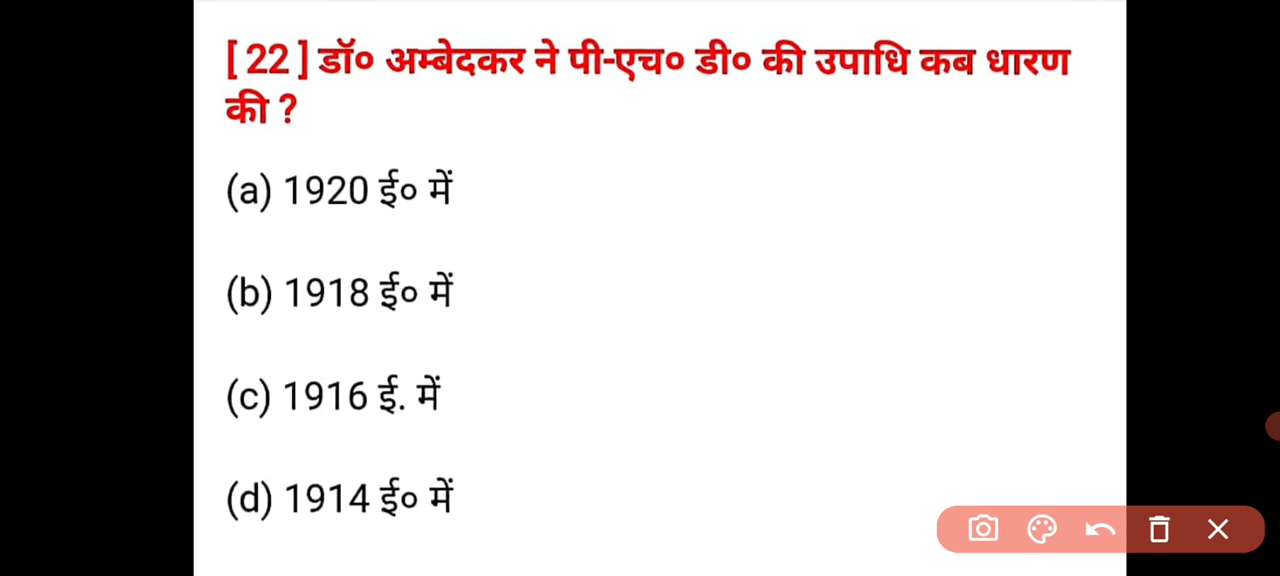 [ 22 ] डॉ० अम्बेदकर ने पी-एच० डी० की उपाधि कब धारण
की ?
(a) 1920 ई० में
(b) 1918 ई० में
(c) 1916 ई. में
(d) 1914 ई० में